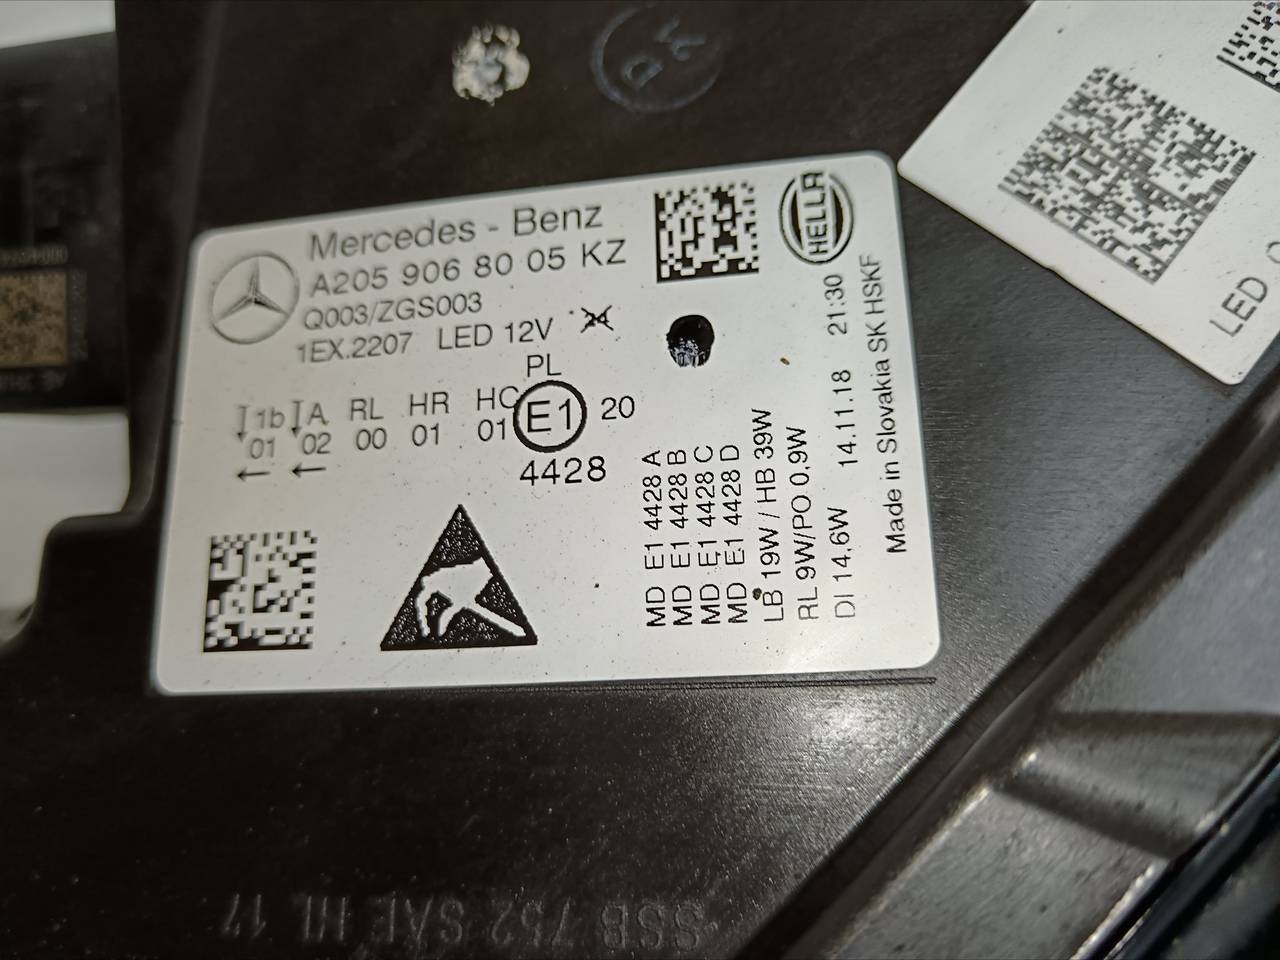 Mercedes - Benz
A205 906 80 05 KZ
Q003/ZGS003
1EX.2207 LED 12V 24
PL
1b A RL HR HC E1 20
01 02 00 01 01
4428
HELLA
MD E1 4428 A
MD E1 4428 B
MD E1 4428 C
MD E1 4428 D
LB 19W / HB 39W
RL 9W/PO 0,9W
DI 14,6W 14.11.18 21:30
Made in Slovakia SK HSKF
LED
SSB 752 SAE HL 17